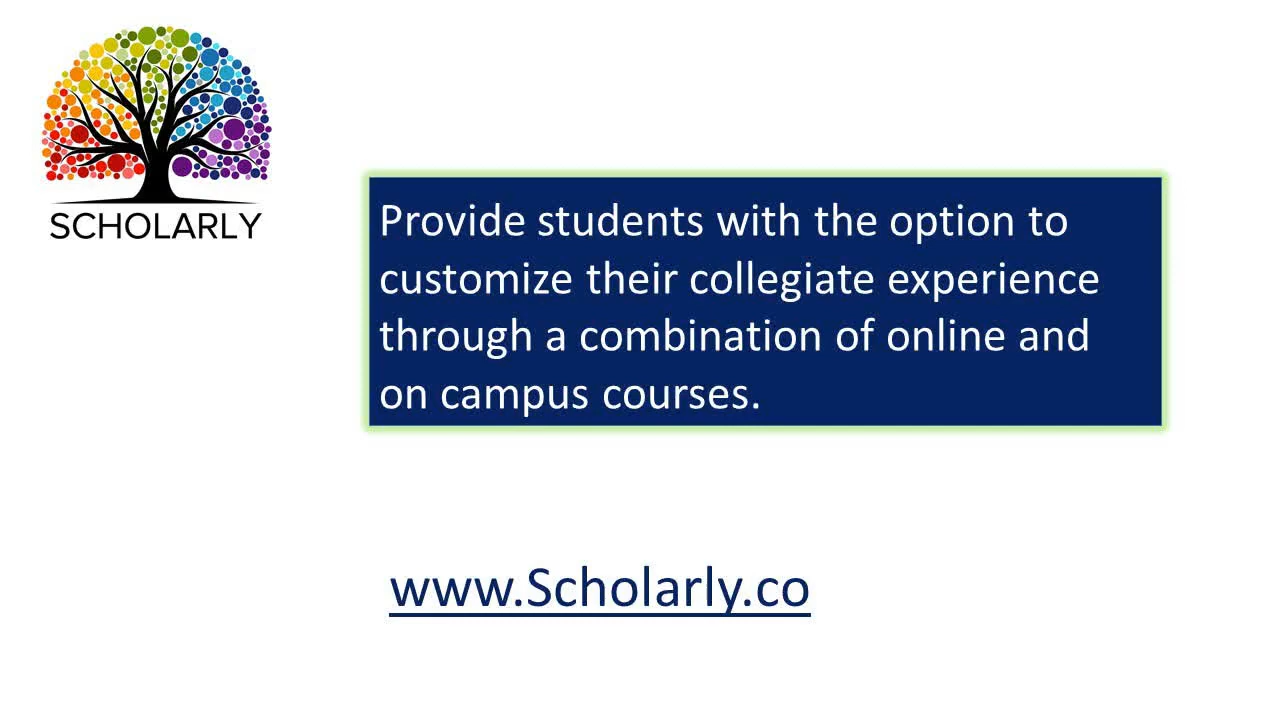 SCHOLARLY
Provide students with the option to
customize their collegiate experience
through a combination of online and
on campus courses.
www.Scholarly.co